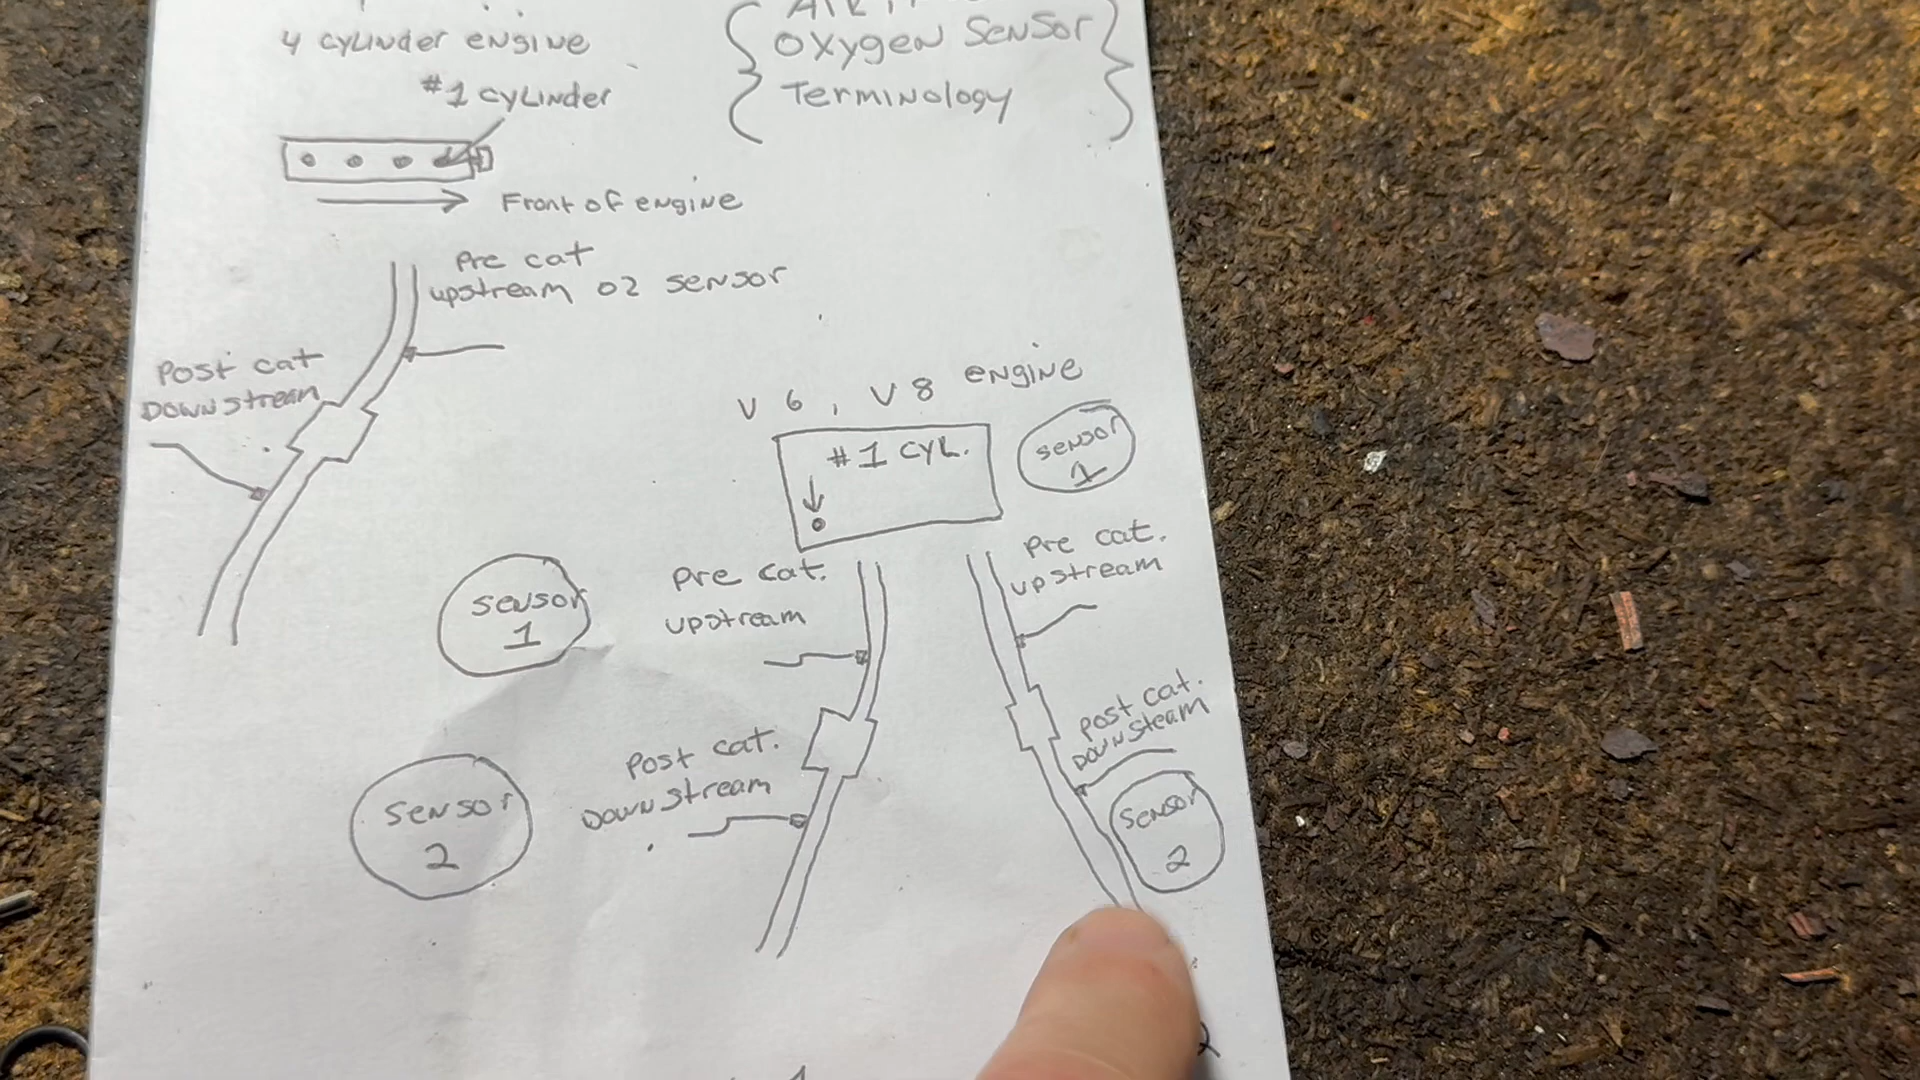 4 cylinder engine
#1 cylinder
Front of engine
Pre cat
upstream o2 sensor
Post cat
Downstream
Oxygen Sensor
Terminology
V6, V8 engine
#1 CYL.
sensor
1
Pre cat.
upstream
sensor
1
Pre cat.
upstream
Post cat.
Downstream
sensor
2
Post cat.
Downsteam
sensor
2